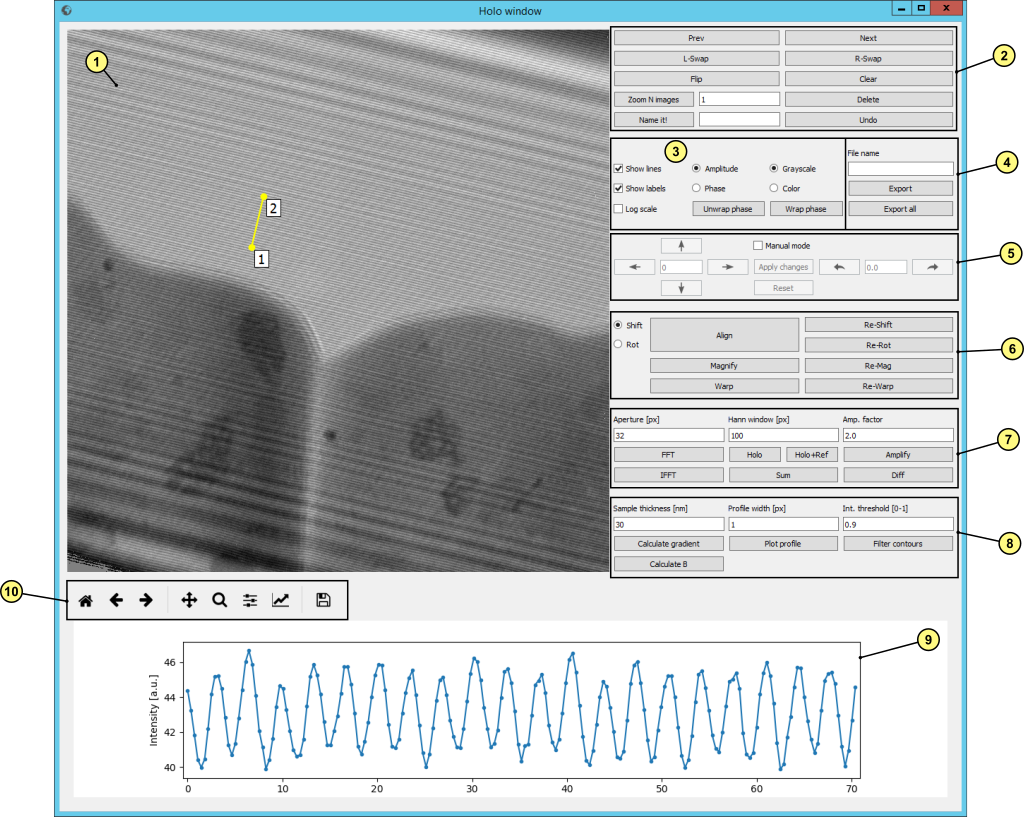 Holo window
1
2
1
Prev
Next
L-Swap
R-Swap
Flip
Clear
Zoom N images
1
Delete
Name it!
Undo
2
3
Show lines
Amplitude
Grayscale
Show labels
Phase
Color
Log scale
Unwrap phase
Wrap phase
File name
Export
Export all
4
0
Manual mode
Apply changes
0.0
Reset
5
Shift
Rot
Align
Re-Shift
Re-Rot
Magnify
Re-Mag
Warp
Re-Warp
6
Aperture [px]
Hann window [px]
Amp. factor
32
100
2.0
FFT
Holo
Holo+Ref
Amplify
IFFT
Sum
Diff
7
Sample thickness [nm]
Profile width [px]
Int. threshold [0-1]
30
1
0.9
Calculate gradient
Plot profile
Filter contours
Calculate B
8
10
9
Intensity [a.u.]
46
44
42
40
0
10
20
30
40
50
60
70